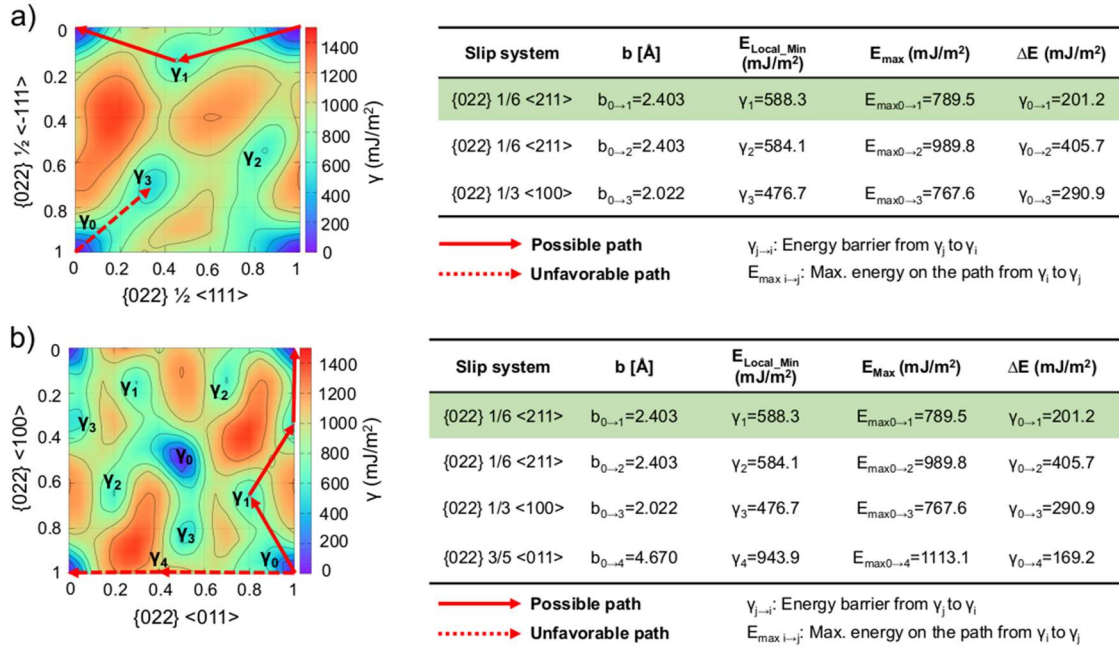 a)
0
0.2
0.4
0.6
0.8
1
{022} ½ <-111>
γ₁
γ₂
γ₃
γ₀
0 0.2 0.4 0.6 0.8 1
{022} ½ <111>
1400
1200
1000
800
600
400
200
0
γ (mJ/m²)
Slip system b [Å] E_Local_Min (mJ/m²) E_max (mJ/m²) ΔE (mJ/m²)
{022} 1/6 <211> b₀→₁=2.403 γ₁=588.3 E_max0→1=789.5 γ₀→₁=201.2
{022} 1/6 <211> b₀→₂=2.403 γ₂=584.1 E_max0→2=989.8 γ₀→₂=405.7
{022} 1/3 <100> b₀→₃=2.022 γ₃=476.7 E_max0→3=767.6 γ₀→₃=290.9
Possible path γj→i: Energy barrier from γj to γi
Unfavorable path E_max i→j: Max. energy on the path from γi to γj
b)
0
0.2
0.4
0.6
0.8
1
{022} <100>
γ₁ γ₂
γ₃
γ₀
γ₂ γ₁
γ₃
γ₄ γ₀
0 0.2 0.4 0.6 0.8 1
{022} <011>
1400
1200
1000
800
600
400
200
0
γ (mJ/m²)
Slip system b [Å] E_Local_Min (mJ/m²) E_Max (mJ/m²) ΔE (mJ/m²)
{022} 1/6 <211> b₀→₁=2.403 γ₁=588.3 E_max0→1=789.5 γ₀→₁=201.2
{022} 1/6 <211> b₀→₂=2.403 γ₂=584.1 E_max0→2=989.8 γ₀→₂=405.7
{022} 1/3 <100> b₀→₃=2.022 γ₃=476.7 E_max0→3=767.6 γ₀→₃=290.9
{022} 3/5 <011> b₀→₄=4.670 γ₄=943.9 E_max0→4=1113.1 γ₀→₄=169.2
Possible path γj→i: Energy barrier from γj to γi
Unfavorable path E_max i→j: Max. energy on the path from γi to γj